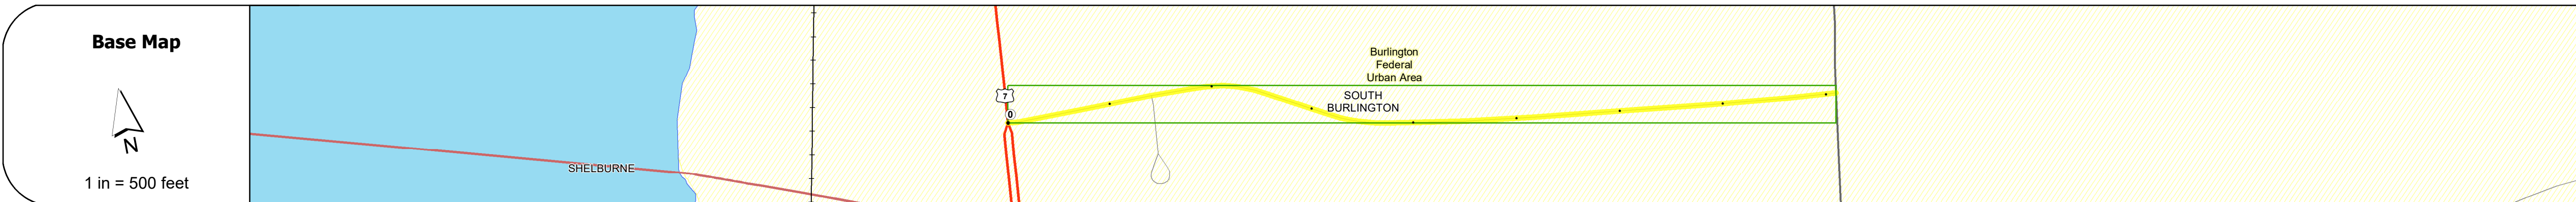 Base Map
N
1 in = 500 feet
SHELBURNE
7
0
Burlington
Federal
Urban Area
SOUTH
BURLINGTON